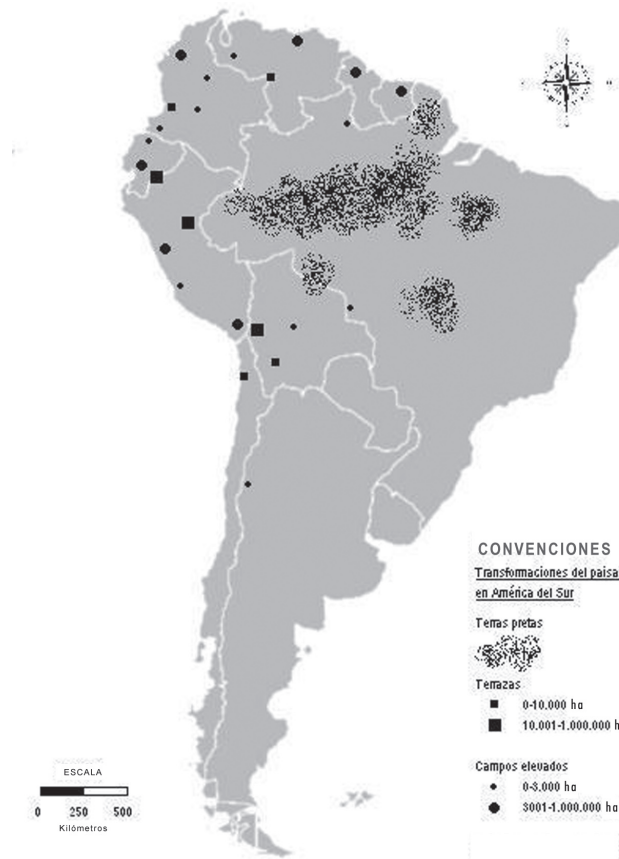 CONVENCIONES
Transformaciones del paisa
en América del Sur
Terras pretas
Terrazas
0-10.000 ha
10.001-1.000.000 h
Campos elevados
0-3.000 ha
3001-1.000.000 ha
ESCALA
0 250 500
Kilómetros